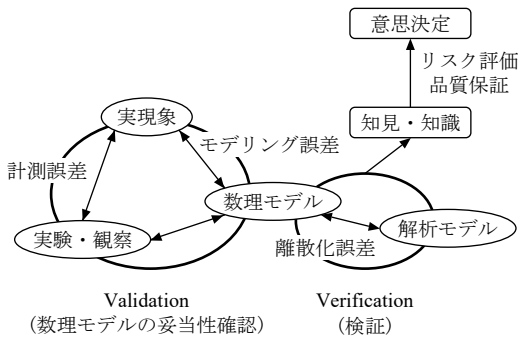 意思決定
リスク評価
品質保証
実現象
知見・知識
モデリング誤差
計測誤差
数理モデル
実験・観察
解析モデル
離散化誤差
Validation
（数理モデルの妥当性確認）
Verification
（検証）